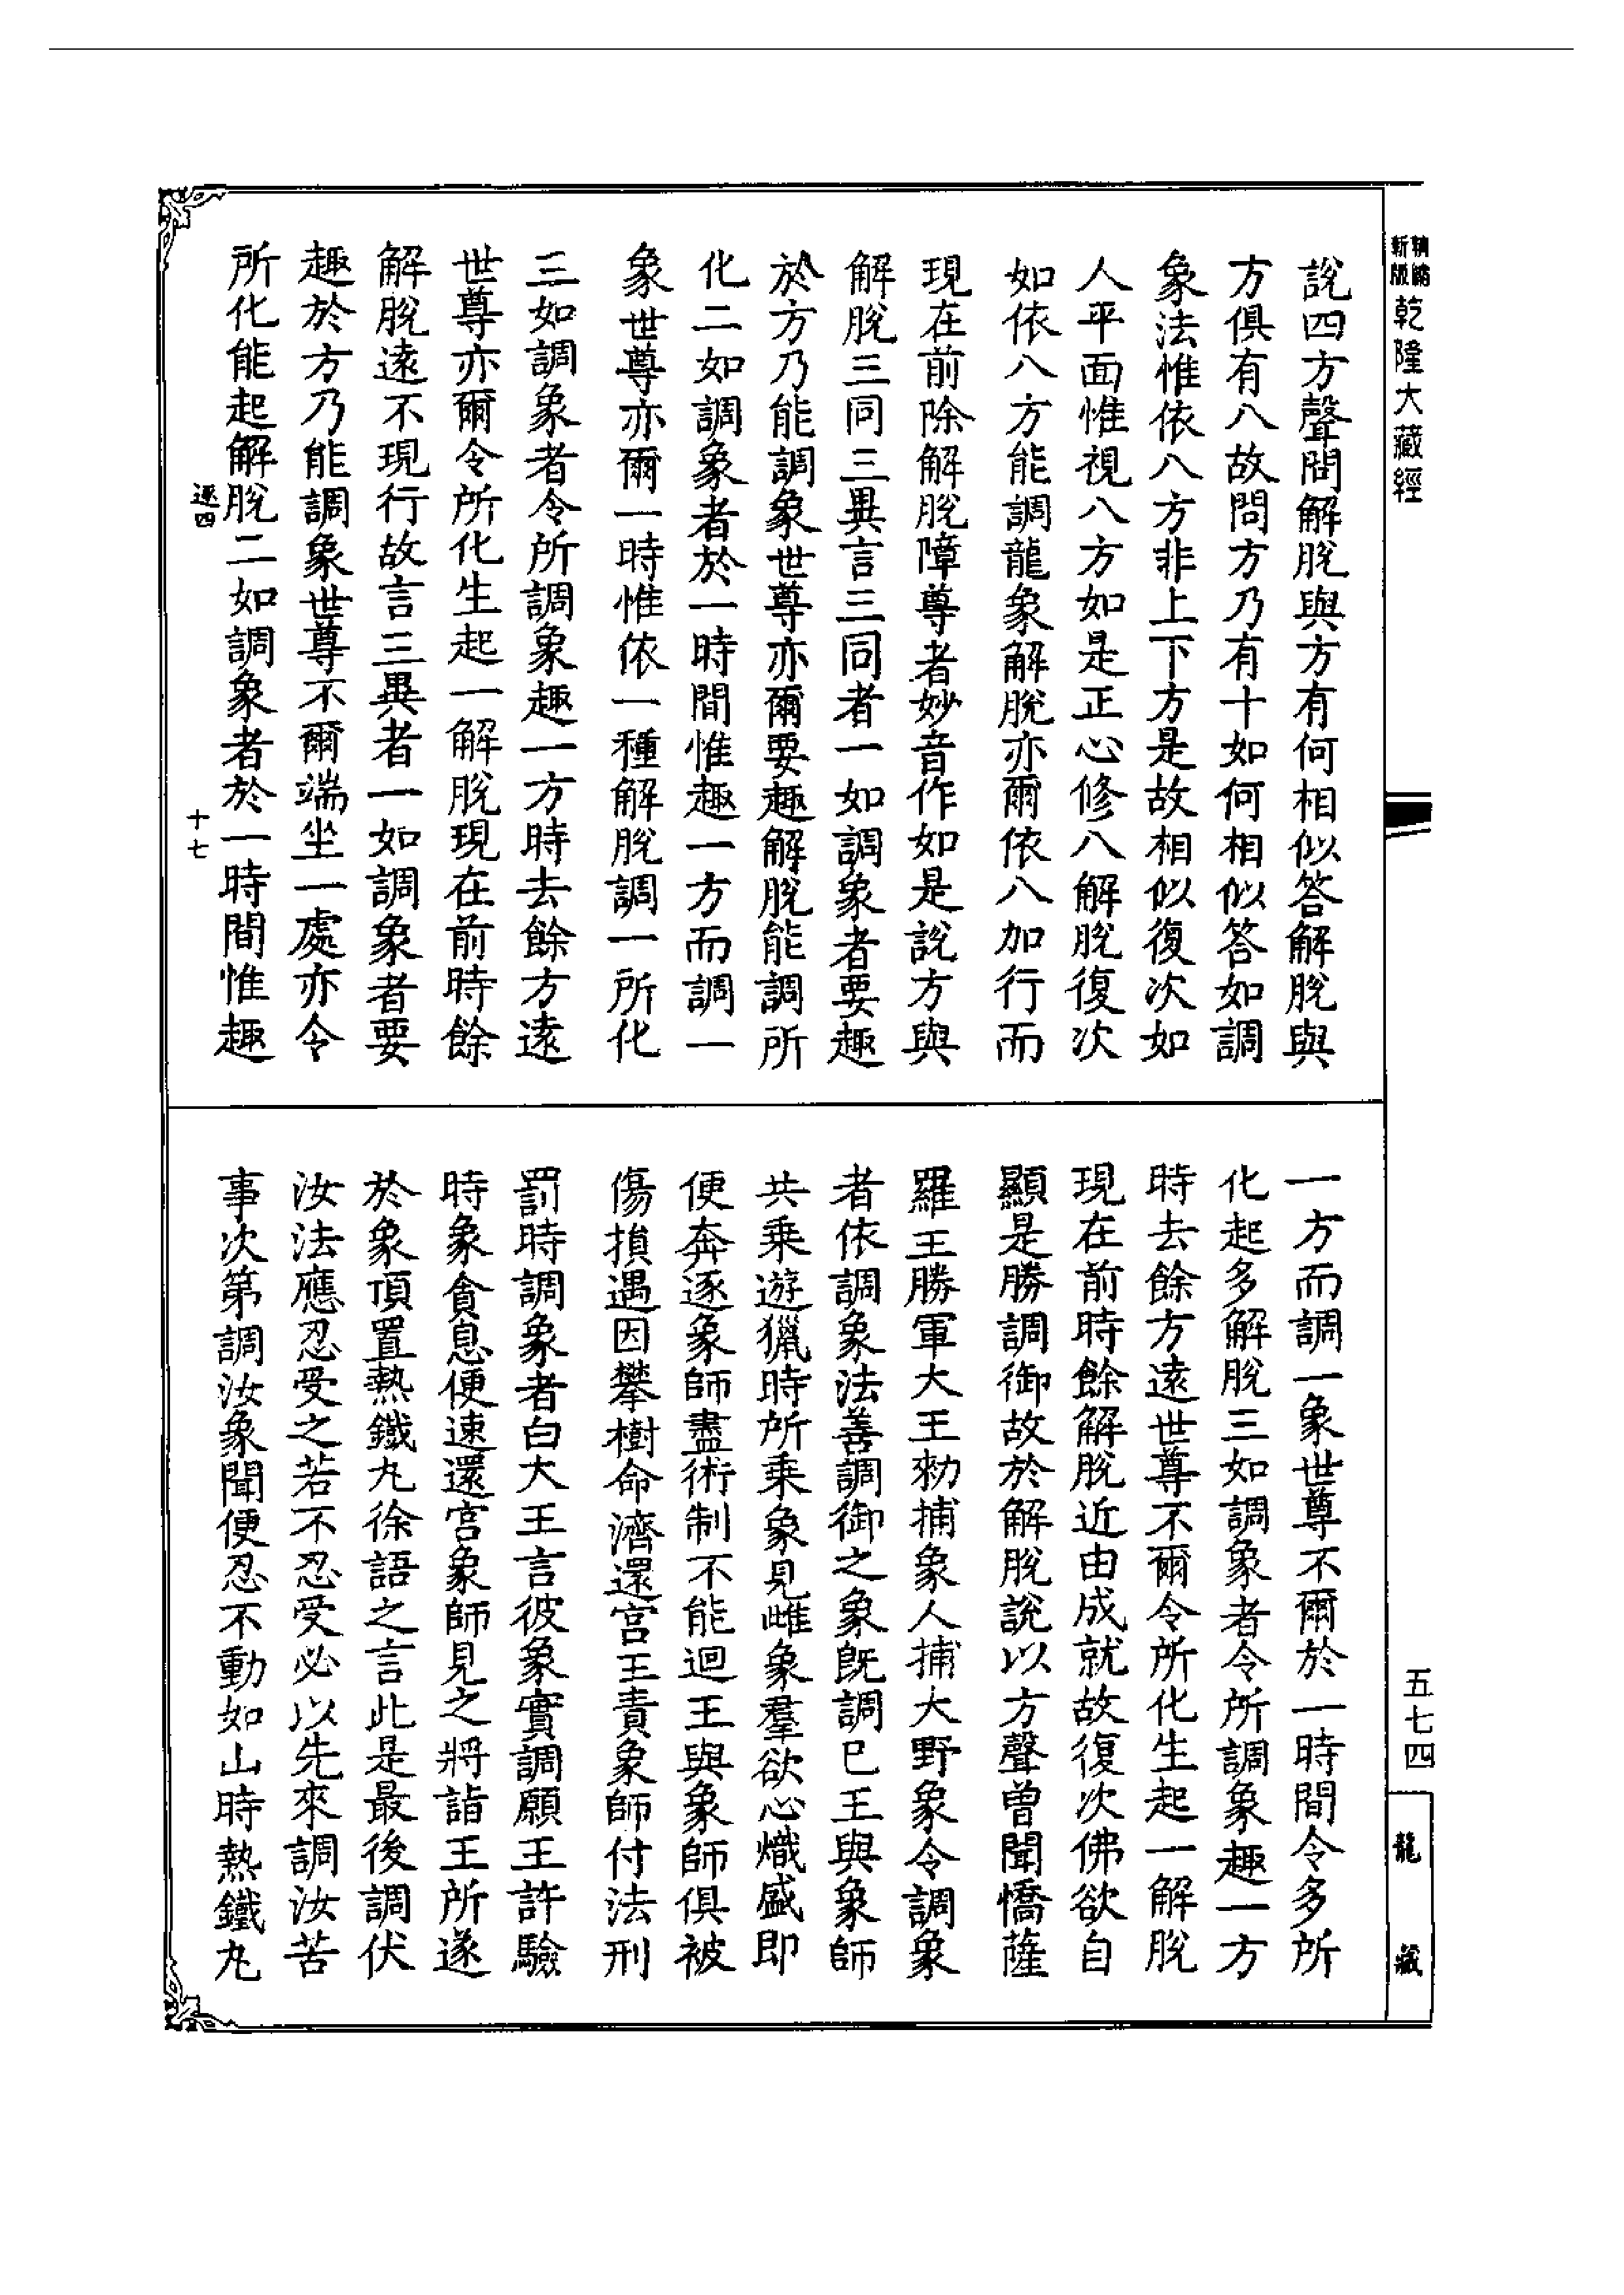 新版
精縮
乾隆大藏經
說四方聲問解脫與方有何相似答解脫與
方俱有八故問方乃有十如何相似答如調
象法惟依八方非上下方是故相似復次如
人平面惟視八方如是正心修八解脫復次
如依八方能調龍象解脫亦爾依八加行而
現在前除解脫障尊者妙音作如是說方與
解脫三同三異言三同者一如調象者要趣
於方乃能調象世尊亦爾要趣解脫能調所
化二如調象者於一時間惟趣一方而調一
象世尊亦爾一時惟依一種解脫調一所化
三如調象者令所調象趣一方時去餘方遠
世尊亦爾令所化生起一解脫現在前時餘
解脫遠不現行故言三異者一如調象者要
趣於方乃能調象世尊不爾端坐一處亦令
所化能起解脫二如調象者於一時間惟趣
逐四
十七
一方而調一象世尊不爾於一時間令多所
化起多解脫三如調象者令所調象趣一方
時去餘方遠世尊不爾令所化生起一解脫
現在前時餘解脫近由成就故復次佛欲自
顯是勝調御故於解脫說以方聲曾聞憍薩
羅王勝軍大王勑捕象人捕大野象令調象
者依調象法善調御之象既調已王與象師
共乘遊獵時所乘象見雌象羣欲心熾盛即
便奔逐象師盡術制不能迴王與象師俱被
傷損遇因攀樹命濟還宮王責象師付法刑
罰時調象者白大王言彼象實調願王許驗
時象貪息便速還宮象師見之將詣王所遂
於象頂置熱鐵丸徐語之言此是最後調伏
汝法應忍受之若不忍受必以先來調汝苦
事次第調汝象聞便忍不動如山時熱鐵丸
五七四
龍藏